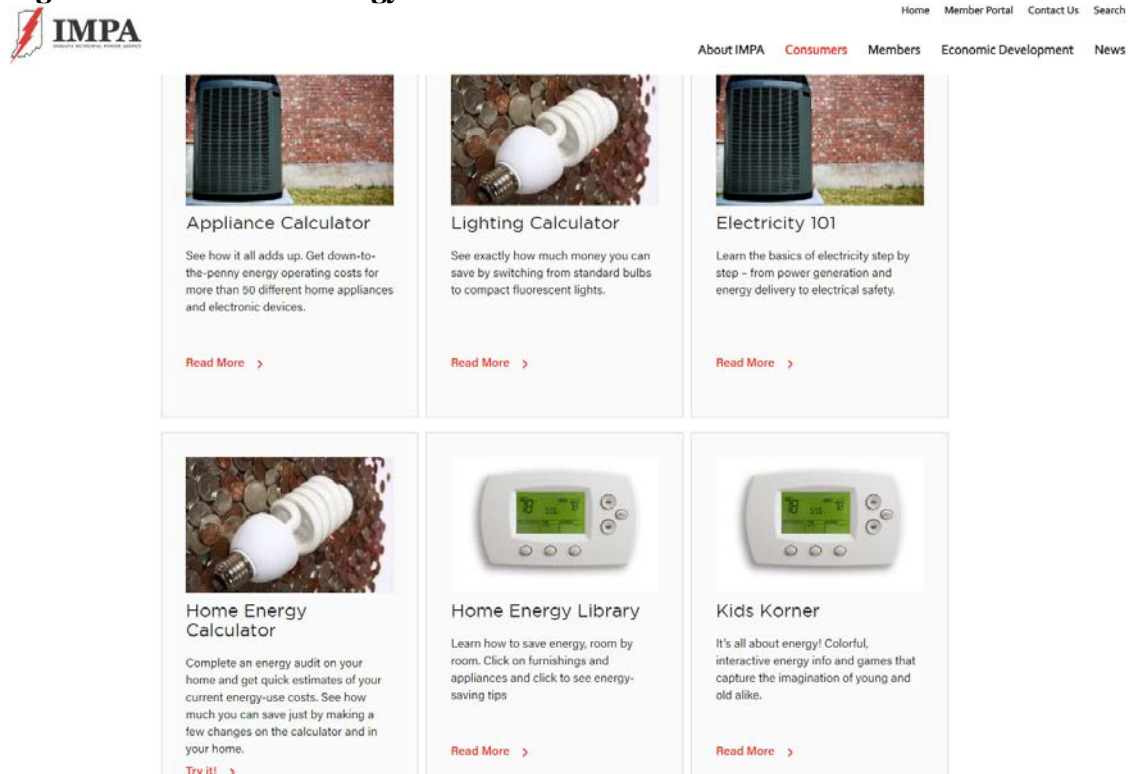 Home Member Portal Contact Us Search
IMPA
INDIANA MUNICIPAL POWER AGENCY
About IMPA Consumers Members Economic Development News
Appliance Calculator
See how it all adds up. Get down-to-
the-penny energy operating costs for
more than 50 different home appliances
and electronic devices.
Read More >
Lighting Calculator
See exactly how much money you can
save by switching from standard bulbs
to compact fluorescent lights.
Read More >
Electricity 101
Learn the basics of electricity step by
step – from power generation and
energy delivery to electrical safety.
Read More >
Home Energy
Calculator
Complete an energy audit on your
home and get quick estimates of your
current energy-use costs. See how
much you can save just by making a
few changes on the calculator and in
your home.
Try it! >
Home Energy Library
Learn how to save energy, room by
room. Click on furnishings and
appliances and click to see energy-
saving tips
Read More >
Kids Korner
It's all about energy! Colorful,
interactive energy info and games that
capture the imagination of young and
old alike.
Read More >